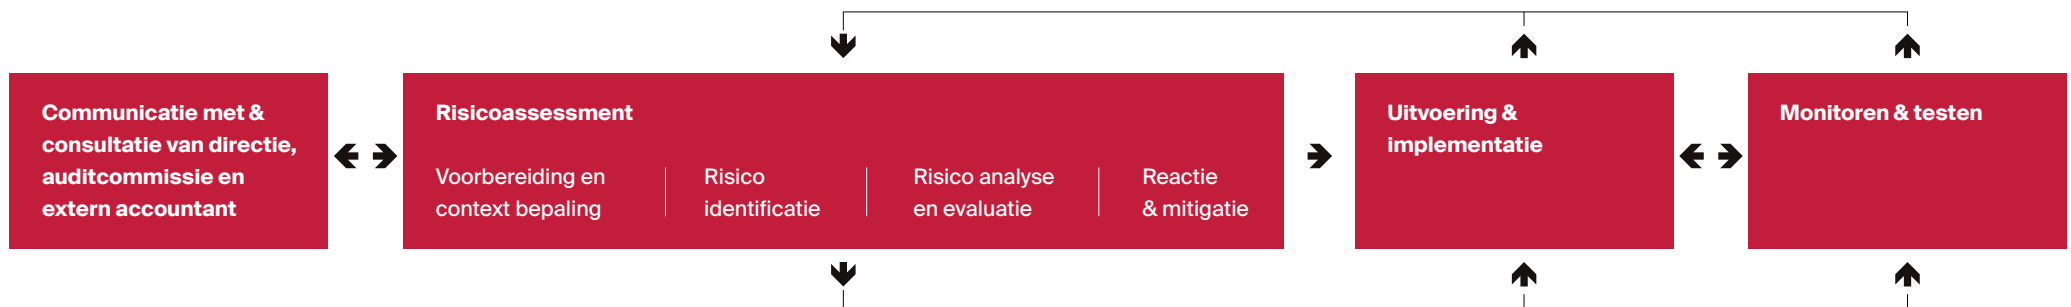 Communicatie met &
consultatie van directie,
auditcommissie en
extern accountant
Risicoassessment
Voorbereiding en
context bepaling
Risico
identificatie
Risico analyse
en evaluatie
Reactie
& mitigatie
Uitvoering &
implementatie
Monitoren & testen